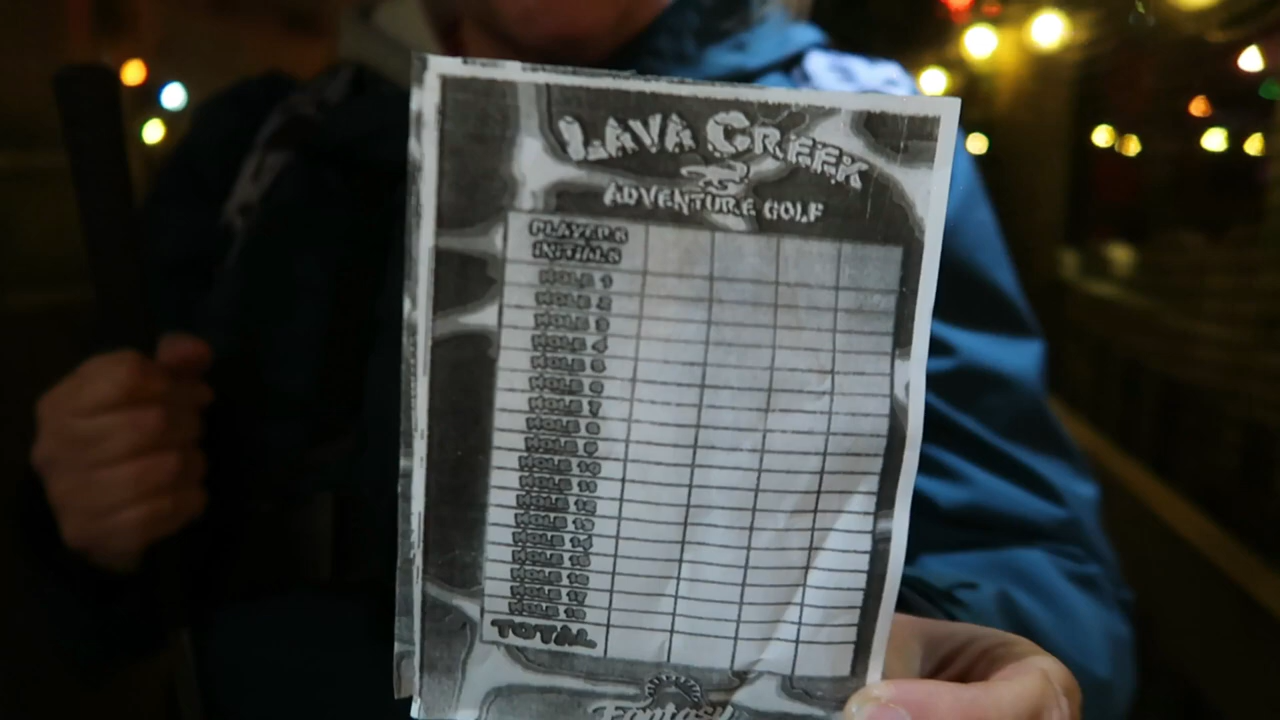 LAVA CREEK
ADVENTURE GOLF
PLAYERS
INITIALS
HOLE 1
HOLE 2
HOLE 3
HOLE 4
HOLE 5
HOLE 6
HOLE 7
HOLE 8
HOLE 9
HOLE 10
HOLE 11
HOLE 12
HOLE 13
HOLE 14
HOLE 15
HOLE 16
HOLE 17
HOLE 18
TOTAL
Fantasy